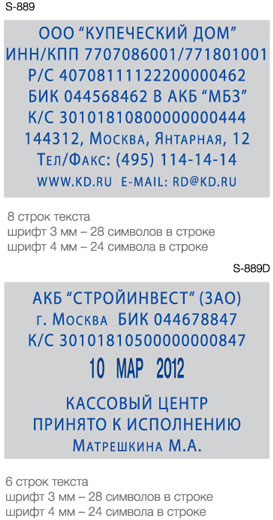 S-889
ООО “КУПЕЧЕСКИЙ ДОМ”
ИНН/КПП 7707086001/771801001
Р/С 40708111122200000462
БИК 044568462 В АКБ “МБЗ”
К/С 30101810800000000444
144312, МОСКВА, ЯНТАРНАЯ, 12
ТЕЛ/ФАКС: (495) 114-14-14
WWW.KD.RU E-MAIL: RD@KD.RU
8 строк текста
шрифт 3 мм – 28 символов в строке
шрифт 4 мм – 24 символа в строке
S-889D
АКБ “СТРОЙИНВЕСТ” (ЗАО)
Г. МОСКВА БИК 044678847
К/С 30101810500000000847
10 МАР 2012
КАССОВЫЙ ЦЕНТР
ПРИНЯТО К ИСПОЛНЕНИЮ
МАТРЕШКИНА М.А.
6 строк текста
шрифт 3 мм – 28 символов в строке
шрифт 4 мм – 24 символа в строке